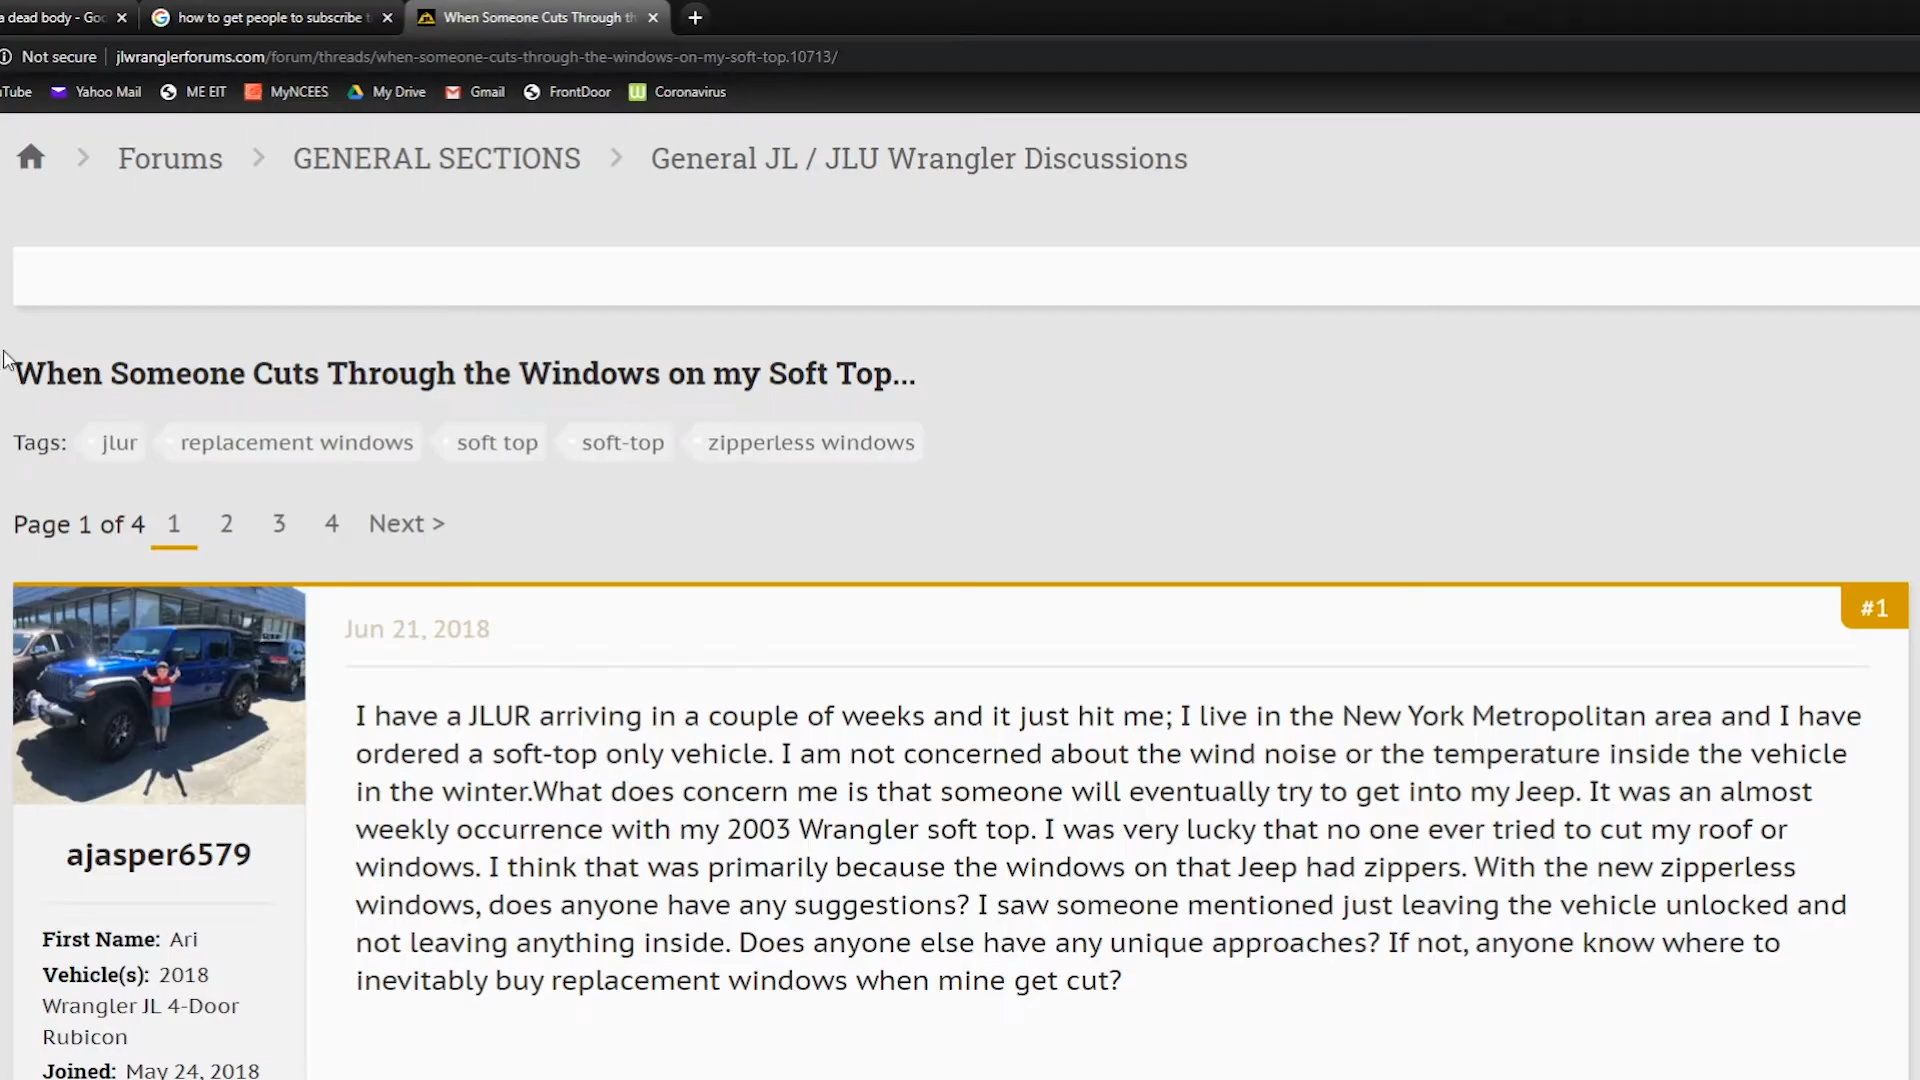 a dead body - Goo
how to get people to subscribe t
When Someone Cuts Through th
Not secure
jlwranglerforums.com/forum/threads/when-someone-cuts-through-the-windows-on-my-soft-top.10713/
uTube
Yahoo Mail
ME EIT
MyNCEES
My Drive
Gmail
FrontDoor
Coronavirus
Forums
GENERAL SECTIONS
General JL / JLU Wrangler Discussions
When Someone Cuts Through the Windows on my Soft Top...
Tags: jlur replacement windows soft top soft-top zipperless windows
Page 1 of 4 1 2 3 4 Next >
Jun 21, 2018
#1
I have a JLUR arriving in a couple of weeks and it just hit me; I live in the New York Metropolitan area and I have
ordered a soft-top only vehicle. I am not concerned about the wind noise or the temperature inside the vehicle
in the winter.What does concern me is that someone will eventually try to get into my Jeep. It was an almost
weekly occurrence with my 2003 Wrangler soft top. I was very lucky that no one ever tried to cut my roof or
windows. I think that was primarily because the windows on that Jeep had zippers. With the new zipperless
windows, does anyone have any suggestions? I saw someone mentioned just leaving the vehicle unlocked and
not leaving anything inside. Does anyone else have any unique approaches? If not, anyone know where to
inevitably buy replacement windows when mine get cut?
ajasper6579
First Name: Ari
Vehicle(s): 2018
Wrangler JL 4-Door
Rubicon
Joined: May 24, 2018